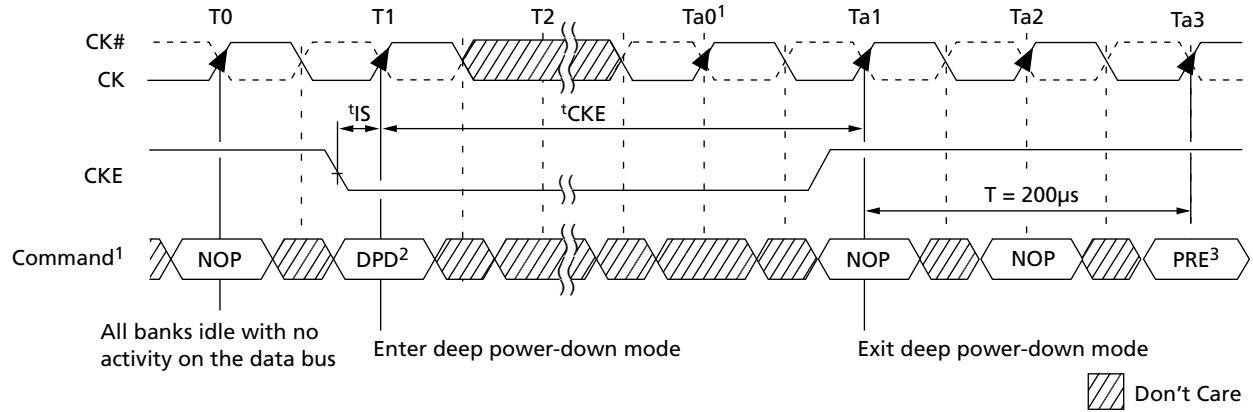 T0 T1 T2 Ta0¹ Ta1 Ta2 Ta3
CK#
CK
ᵗIS ᵗCKE
CKE
T = 200μs
Command¹ NOP DPD² NOP NOP PRE³
All banks idle with no
activity on the data bus
Enter deep power-down mode
Exit deep power-down mode
Don't Care